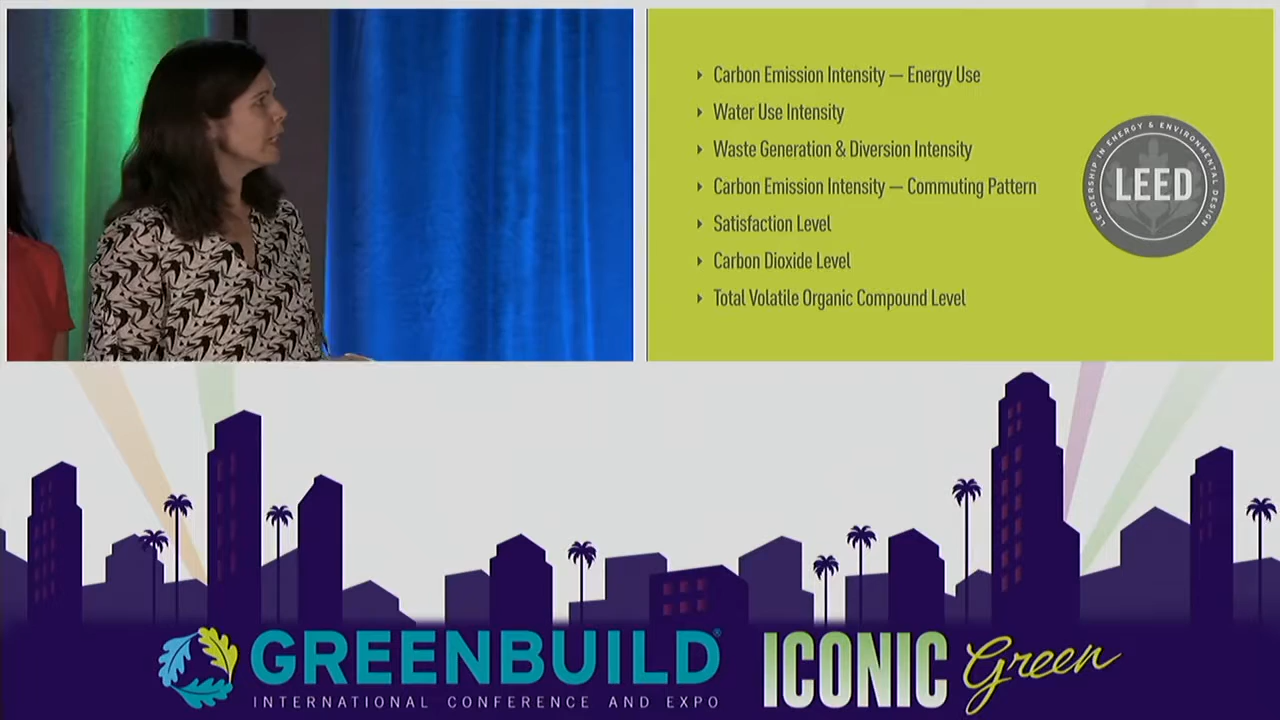 Carbon Emission Intensity — Energy Use
Water Use Intensity
Waste Generation & Diversion Intensity
Carbon Emission Intensity — Commuting Pattern
Satisfaction Level
Carbon Dioxide Level
Total Volatile Organic Compound Level
LEADERSHIP IN ENERGY & ENVIRONMENTAL DESIGN
LEED
GREENBUILD®
INTERNATIONAL CONFERENCE AND EXPO
ICONIC Green